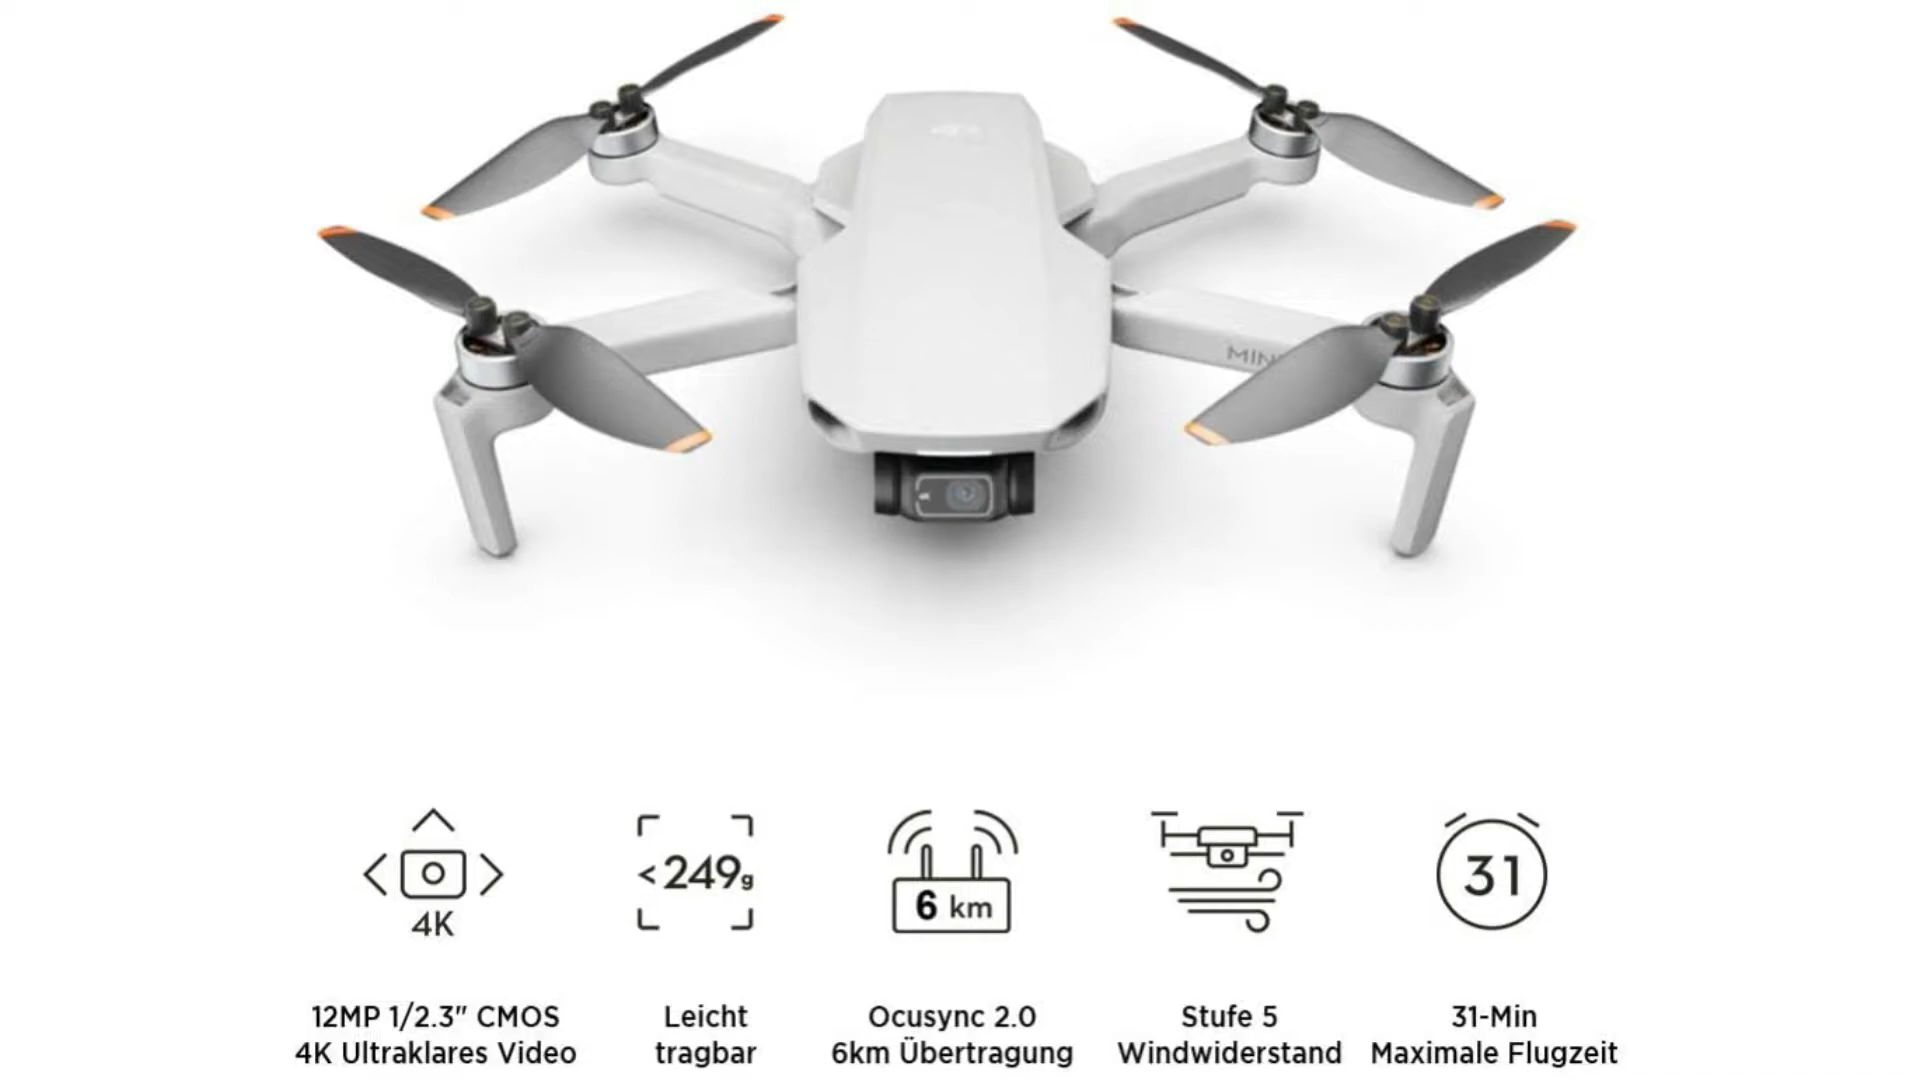 MINI
4K
<249g
6 km
31
12MP 1/2.3" CMOS
4K Ultraklares Video
Leicht
tragbar
Ocusync 2.0
6km Übertragung
Stufe 5
Windwiderstand
31-Min
Maximale Flugzeit